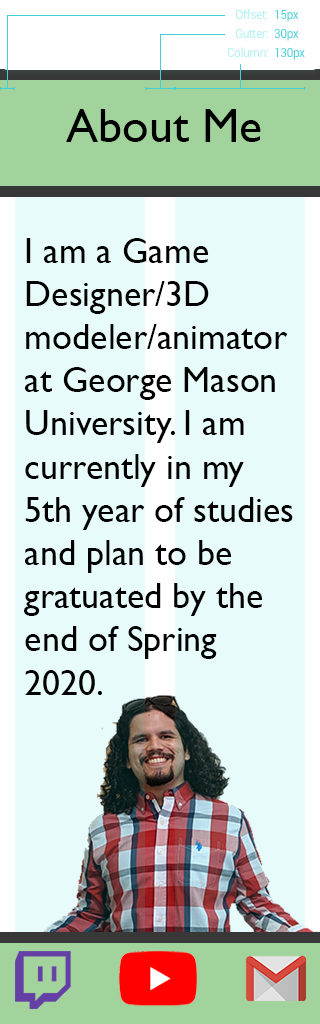 Offset: 15px
Gutter: 30px
Column: 130px
About Me
I am a Game
Designer/3D
modeler/animator
at George Mason
University. I am
currently in my
5th year of studies
and plan to be
gratuated by the
end of Spring
2020.